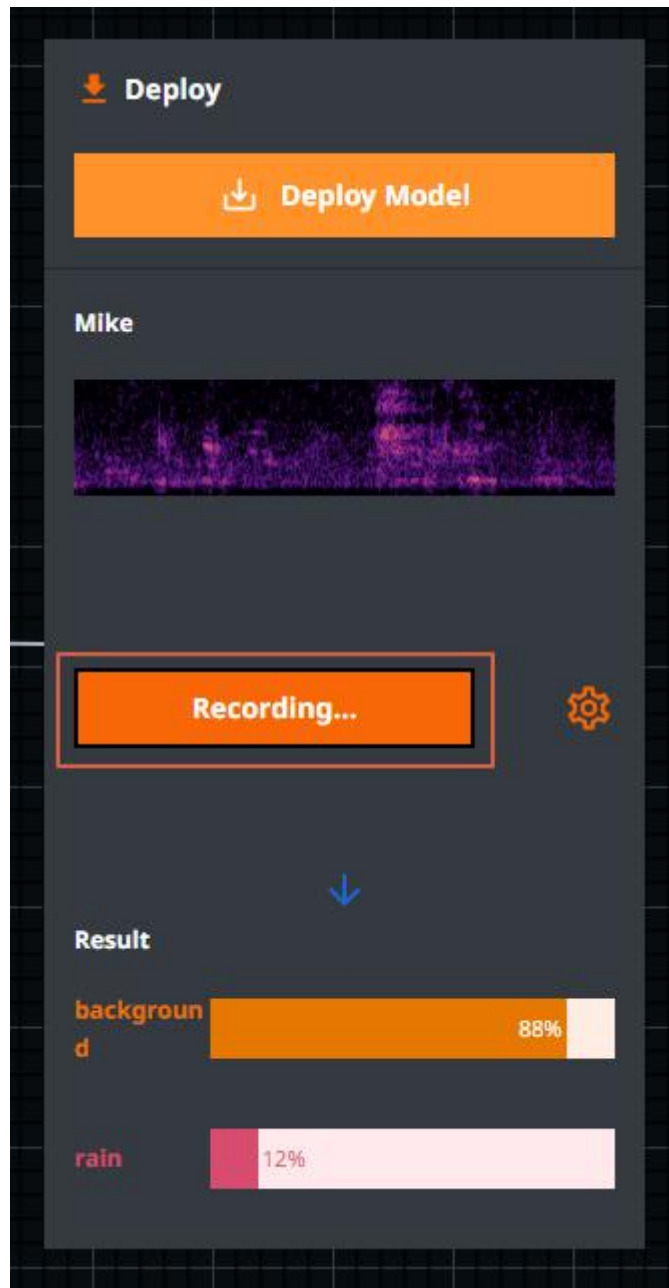 Deploy
Deploy Model
Mike
Recording...
Result
backgroun
d
88%
rain
12%